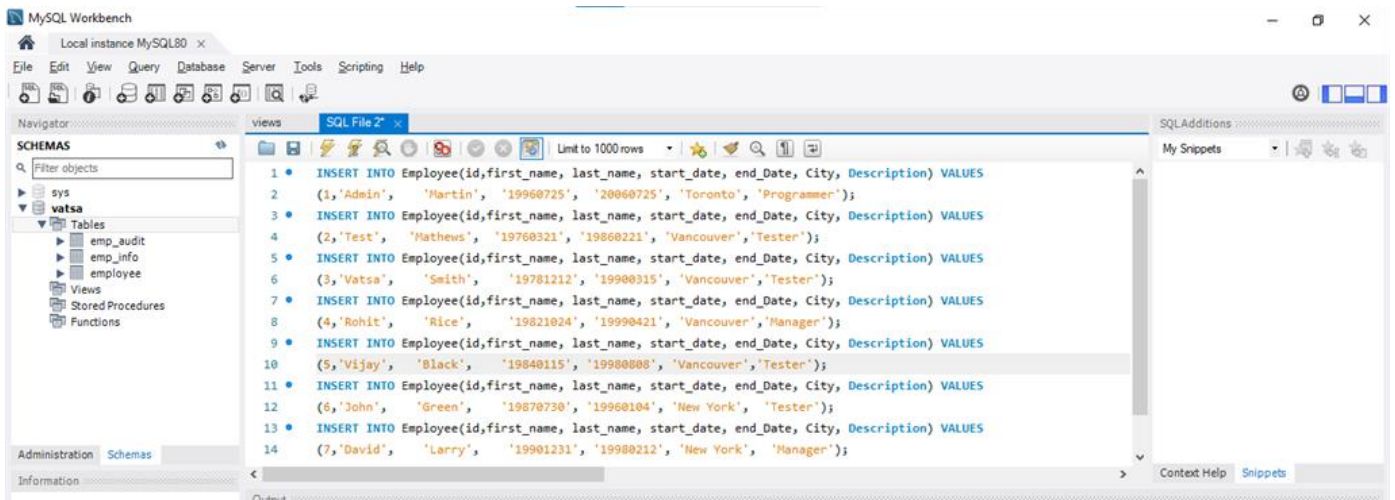 MySQL Workbench
Local instance MySQL80
File Edit View Query Database Server Tools Scripting Help
Navigator
SCHEMAS
Filter objects
sys
vatsa
Tables
emp_audit
emp_info
employee
Views
Stored Procedures
Functions
Administration Schemas
Information
views SQL File 2*
Limit to 1000 rows
1 INSERT INTO Employee(id,first_name, last_name, start_date, end_Date, City, Description) VALUES
2 (1,'Admin', 'Martin', '19960725', '20060725', 'Toronto', 'Programmer');
3 INSERT INTO Employee(id,first_name, last_name, start_date, end_Date, City, Description) VALUES
4 (2,'Test', 'Mathews', '19760321', '19860221', 'Vancouver','Tester');
5 INSERT INTO Employee(id,first_name, last_name, start_date, end_Date, City, Description) VALUES
6 (3,'Vatsa', 'Smith', '19781212', '19900315', 'Vancouver','Tester');
7 INSERT INTO Employee(id,first_name, last_name, start_date, end_Date, City, Description) VALUES
8 (4,'Rohit', 'Rice', '19821024', '19990421', 'Vancouver','Manager');
9 INSERT INTO Employee(id,first_name, last_name, start_date, end_Date, City, Description) VALUES
10 (5,'Vijay', 'Black', '19840115', '19980808', 'Vancouver','Tester');
11 INSERT INTO Employee(id,first_name, last_name, start_date, end_Date, City, Description) VALUES
12 (6,'John', 'Green', '19870730', '19960104', 'New York', 'Tester');
13 INSERT INTO Employee(id,first_name, last_name, start_date, end_Date, City, Description) VALUES
14 (7,'David', 'Larry', '19901231', '19980212', 'New York', 'Manager');
Output
SQLAdditions
My Snippets
Context Help Snippets